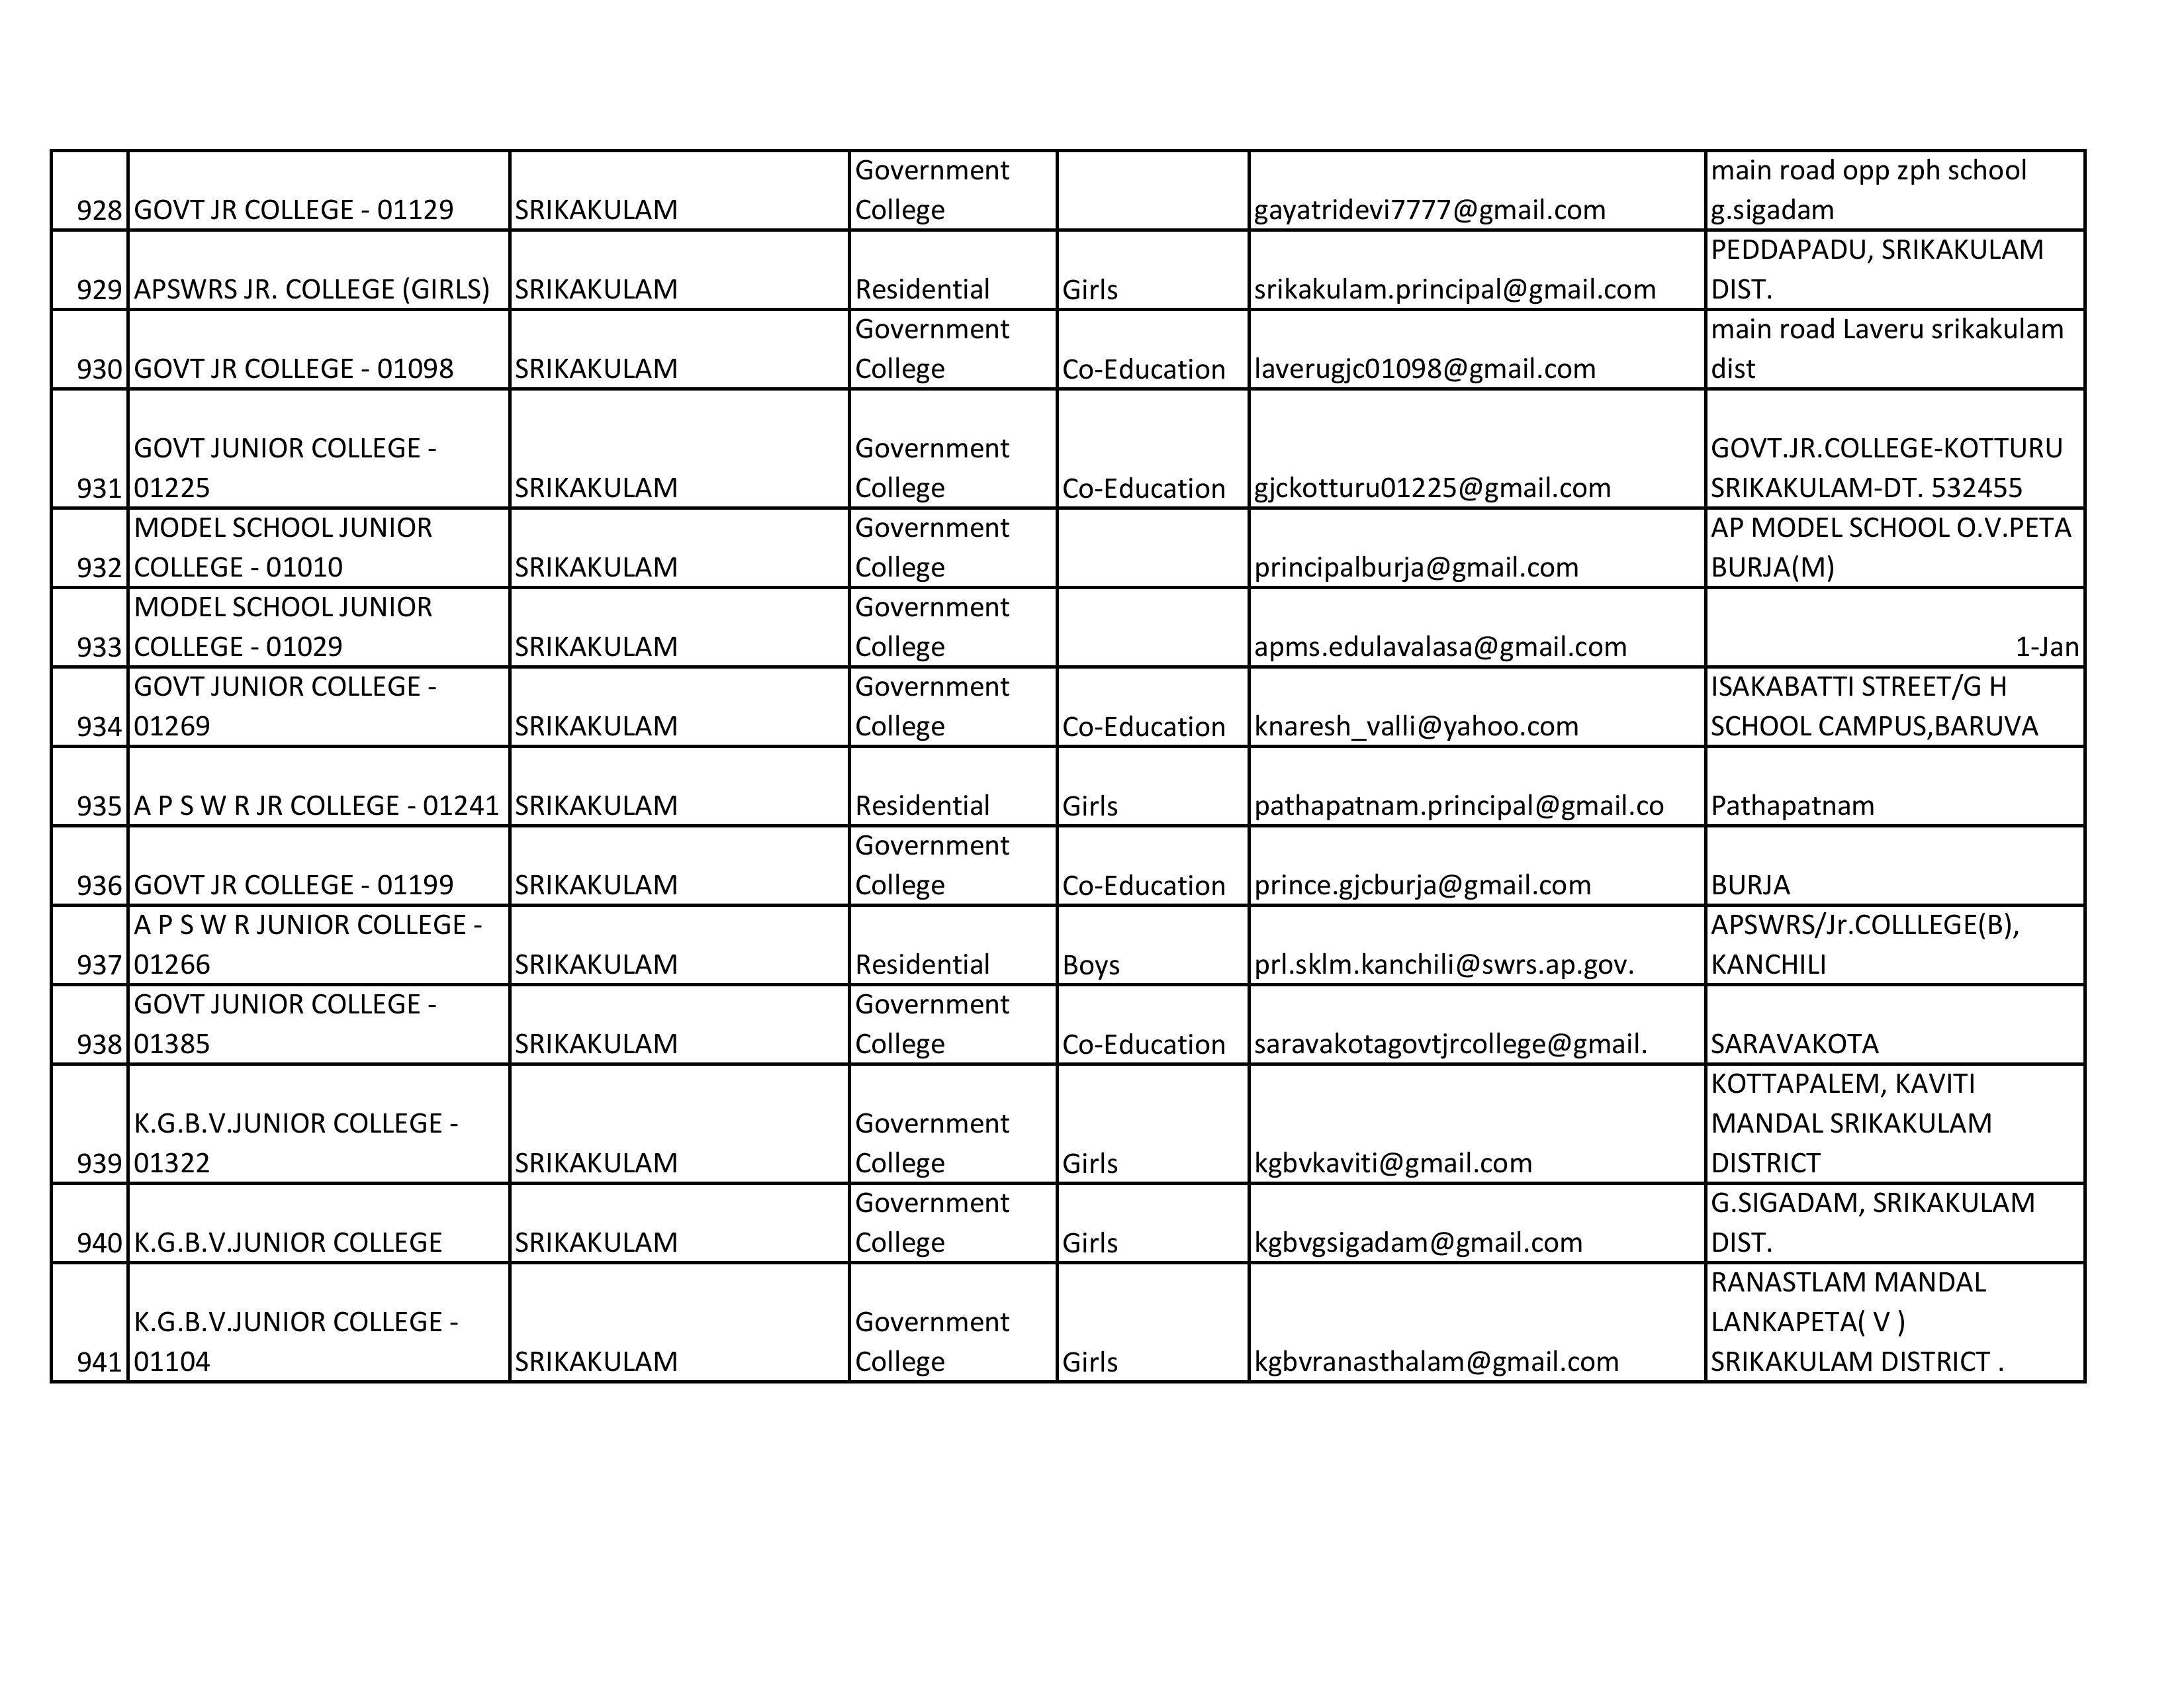 Government
main road opp zph school
928 GOVT JR COLLEGE - 01129 SRIKAKULAM College gayatridevi7777@gmail.com g.sigadam
PEDDAPADU, SRIKAKULAM
929 APSWRS JR. COLLEGE (GIRLS) SRIKAKULAM Residential Girls srikakulam.principal@gmail.com DIST.
Government main road Laveru srikakulam
930 GOVT JR COLLEGE - 01098 SRIKAKULAM College Co-Education laverugjc01098@gmail.com dist
GOVT JUNIOR COLLEGE - Government GOVT.JR.COLLEGE-KOTTURU
931 01225 SRIKAKULAM College Co-Education gjckotturu01225@gmail.com SRIKAKULAM-DT. 532455
MODEL SCHOOL JUNIOR Government AP MODEL SCHOOL O.V.PETA
932 COLLEGE - 01010 SRIKAKULAM College principalburja@gmail.com BURJA(M)
MODEL SCHOOL JUNIOR Government
933 COLLEGE - 01029 SRIKAKULAM College apms.edulavalasa@gmail.com 1-Jan
GOVT JUNIOR COLLEGE - Government ISAKABATTI STREET/G H
934 01269 SRIKAKULAM College Co-Education knaresh_valli@yahoo.com SCHOOL CAMPUS,BARUVA
935 A P S W R JR COLLEGE - 01241 SRIKAKULAM Residential Girls pathapatnam.principal@gmail.co Pathapatnam
Government
936 GOVT JR COLLEGE - 01199 SRIKAKULAM College Co-Education prince.gjcburja@gmail.com BURJA
A P S W R JUNIOR COLLEGE - APSWRS/Jr.COLLLEGE(B),
937 01266 SRIKAKULAM Residential Boys prl.sklm.kanchili@swrs.ap.gov. KANCHILI
GOVT JUNIOR COLLEGE - Government
938 01385 SRIKAKULAM College Co-Education saravakotagovtjrcollege@gmail. SARAVAKOTA
KOTTAPALEM, KAVITI
K.G.B.V.JUNIOR COLLEGE - Government MANDAL SRIKAKULAM
939 01322 SRIKAKULAM College Girls kgbvkaviti@gmail.com DISTRICT
Government G.SIGADAM, SRIKAKULAM
940 K.G.B.V.JUNIOR COLLEGE SRIKAKULAM College Girls kgbvgsigadam@gmail.com DIST.
RANASTLAM MANDAL
K.G.B.V.JUNIOR COLLEGE - Government LANKAPETA( V )
941 01104 SRIKAKULAM College Girls kgbvranasthalam@gmail.com SRIKAKULAM DISTRICT .